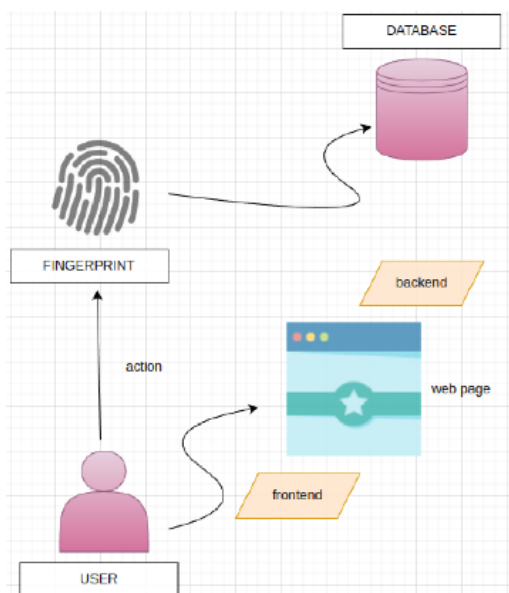 DATABASE
FINGERPRINT
backend
action
web page
frontend
USER